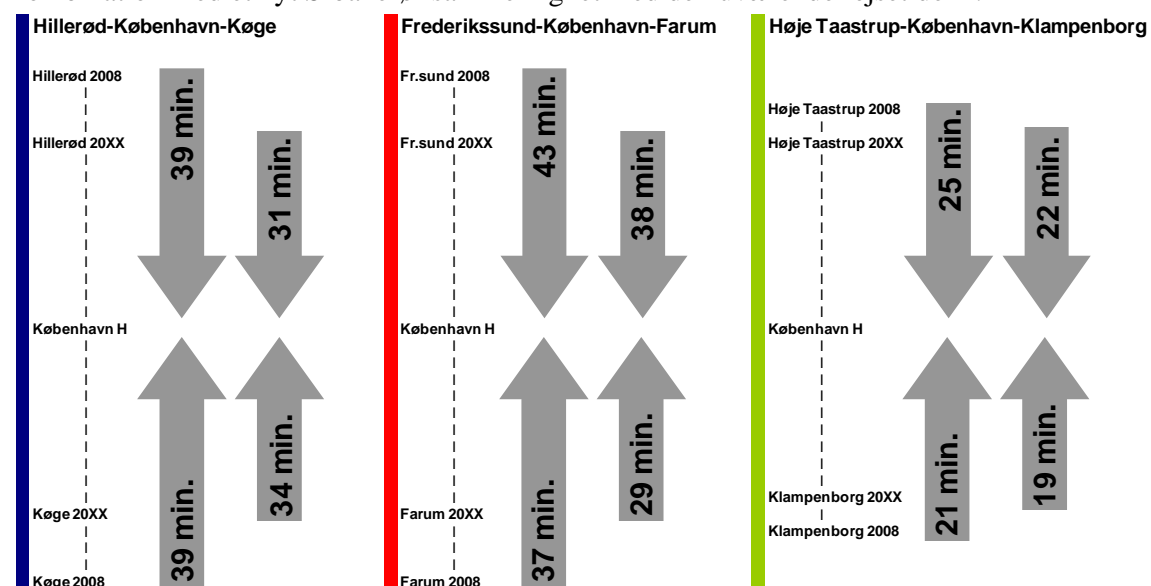 Hillerød-København-Køge
Hillerød 2008
39 min.
Hillerød 20XX
31 min.
København H
Køge 20XX
34 min.
39 min.
Køge 2008
Frederikssund-København-Farum
Fr.sund 2008
43 min.
Fr.sund 20XX
38 min.
København H
Farum 20XX
29 min.
37 min.
Farum 2008
Høje Taastrup-København-Klampenborg
Høje Taastrup 2008
25 min.
Høje Taastrup 20XX
22 min.
København H
Klampenborg 20XX
19 min.
21 min.
Klampenborg 2008